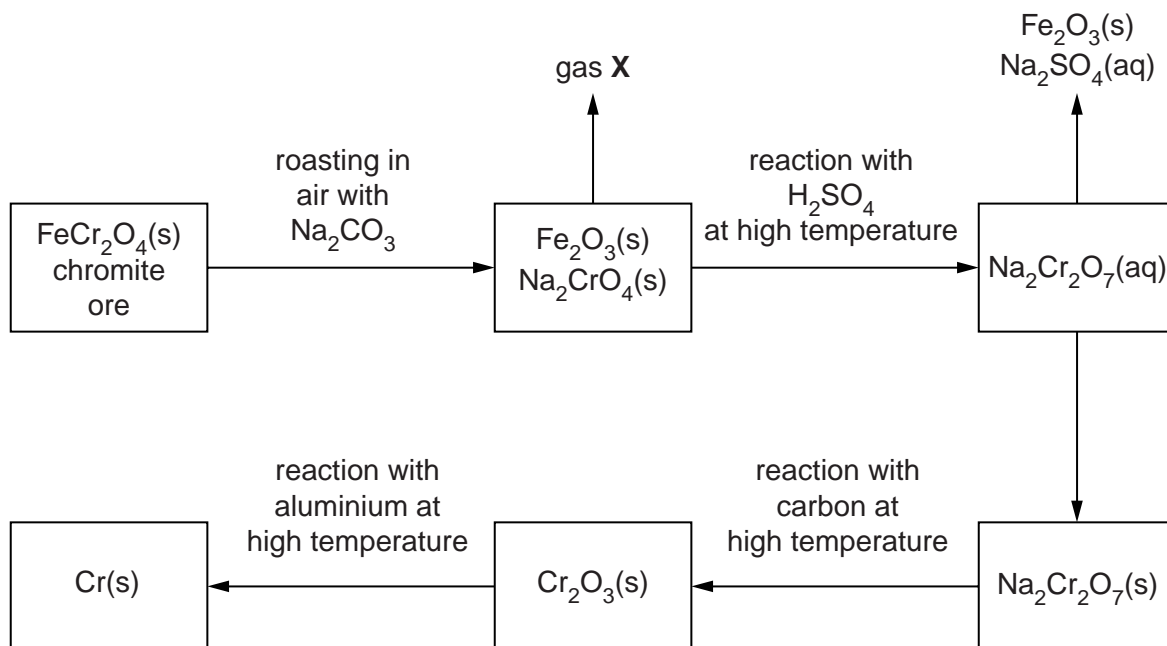 Fe₂O₃(s)
Na₂SO₄(aq)
gas X
roasting in
air with
Na₂CO₃
reaction with
H₂SO₄
at high temperature
FeCr₂O₄(s)
chromite
ore
Fe₂O₃(s)
Na₂CrO₄(s)
Na₂Cr₂O₇(aq)
reaction with
aluminium at
high temperature
reaction with
carbon at
high temperature
Cr(s)
Cr₂O₃(s)
Na₂Cr₂O₇(s)